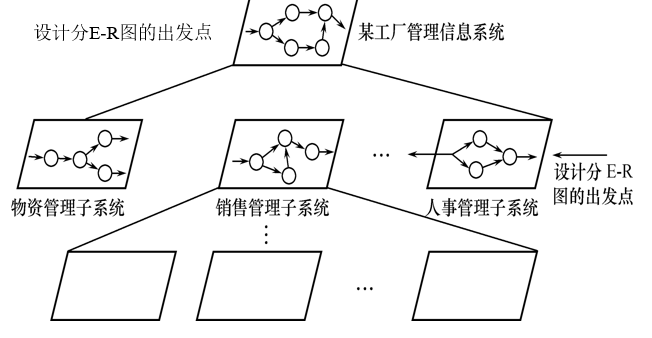 设计分E-R图的出发点
某工厂管理信息系统
…
设计分 E-R
图的出发点
物资管理子系统
销售管理子系统
人事管理子系统
⋮
…